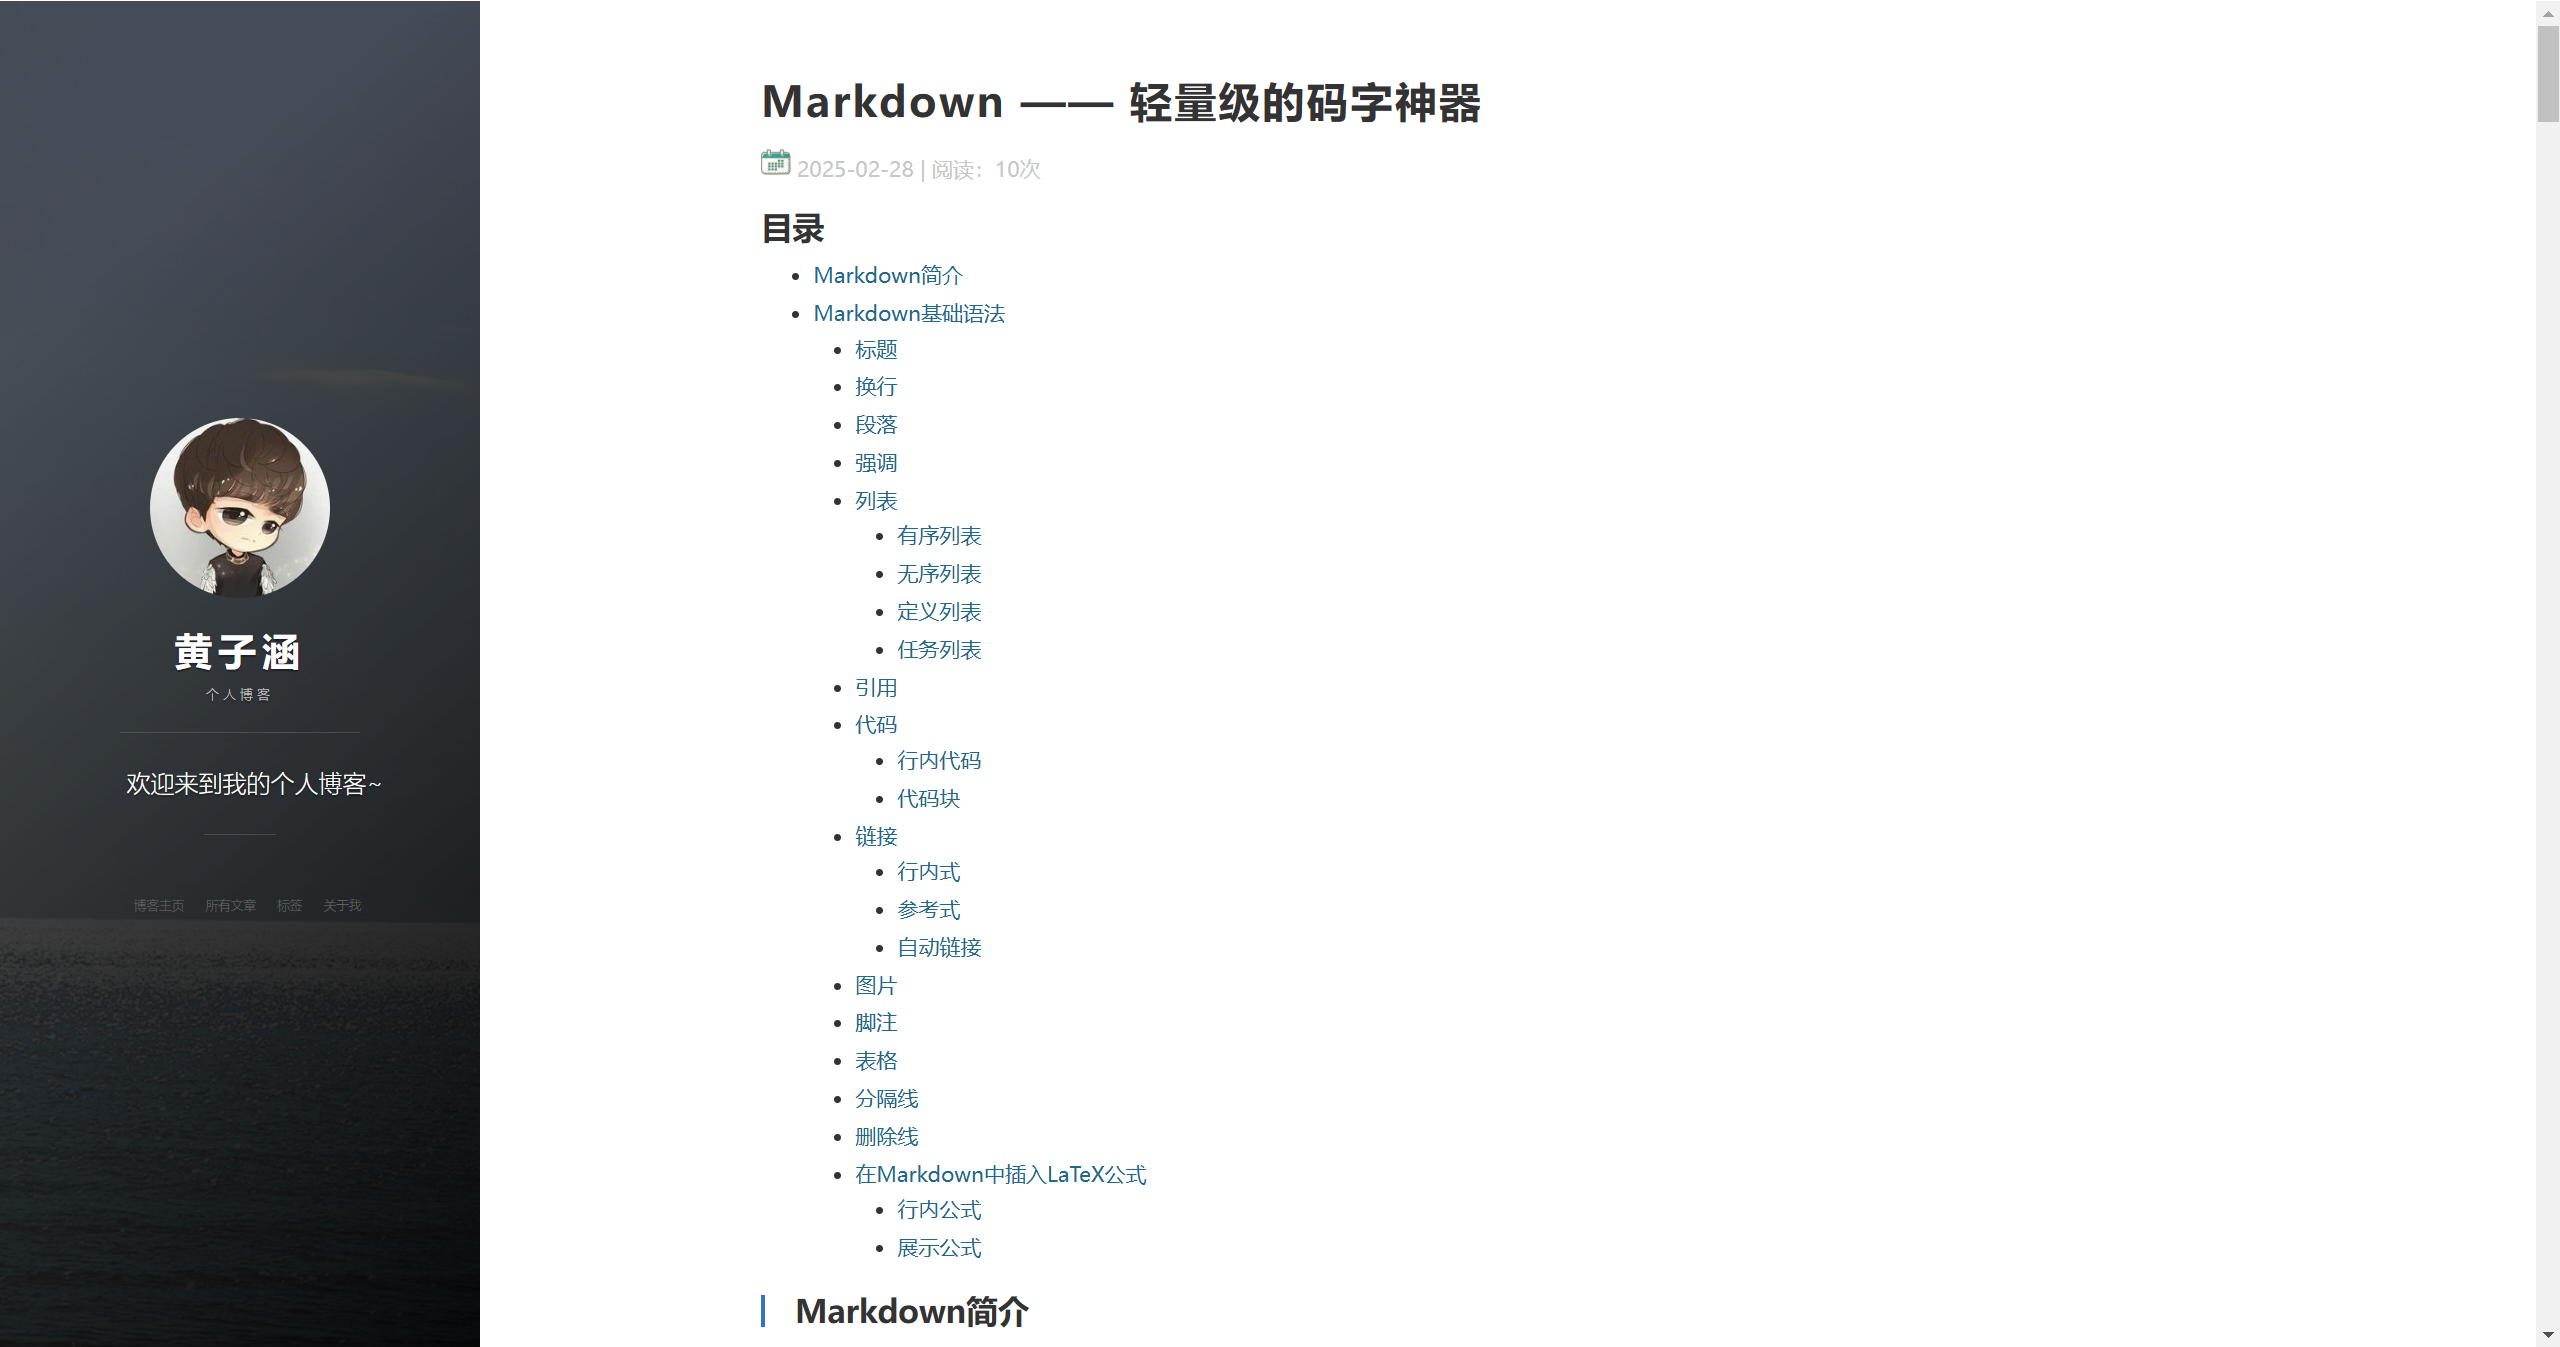 黄子涵
个人博客
欢迎来到我的个人博客~
博客主页 所有文章 标签 关于我
Markdown —— 轻量级的码字神器
2025-02-28 | 阅读：10次
目录
Markdown简介
Markdown基础语法
标题
换行
段落
强调
列表
有序列表
无序列表
定义列表
任务列表
引用
代码
行内代码
代码块
链接
行内式
参考式
自动链接
图片
脚注
表格
分隔线
删除线
在Markdown中插入LaTeX公式
行内公式
展示公式
Markdown简介